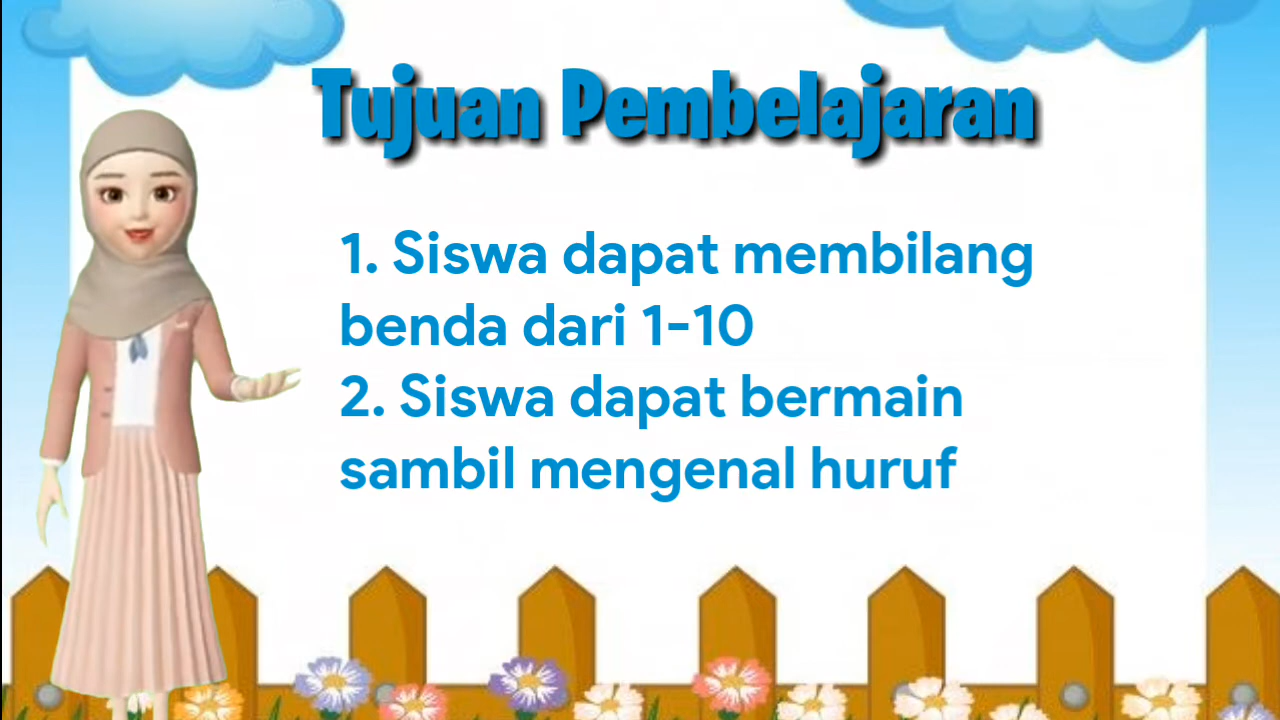 Tujuan Pembelajaran
1. Siswa dapat membilang
benda dari 1-10
2. Siswa dapat bermain
sambil mengenal huruf